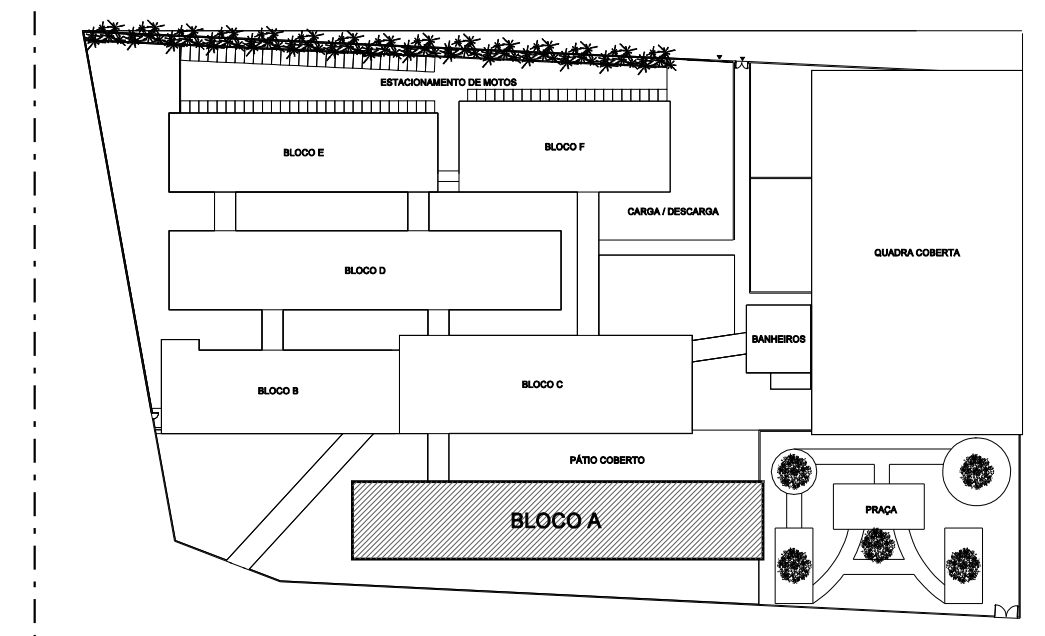 ESTACIONAMENTO DE MOTOS
BLOCO E
BLOCO F
CARGA / DESCARGA
QUADRA COBERTA
BLOCO D
BANHEIROS
BLOCO B
BLOCO C
PÁTIO COBERTO
PRAÇA
BLOCO A